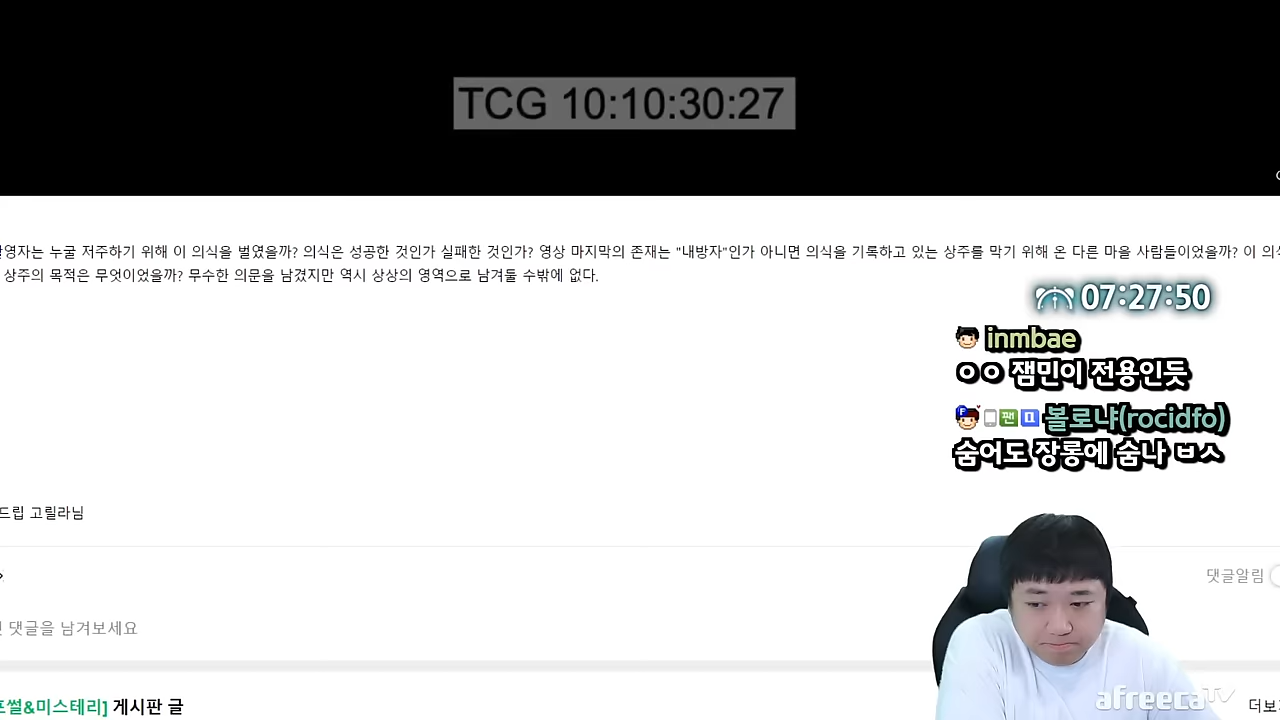 TCG 10:10:30:27
촬영자는 누굴 저주하기 위해 이 의식을 벌였을까? 의식은 성공한 것인가 실패한 것인가? 영상 마지막의 존재는 "내방자"인가 아니면 의식을 기록하고 있는 상주를 막기 위해 온 다른 마을 사람들이었을까? 이 의식
상주의 목적은 무엇이었을까? 무수한 의문을 남겼지만 역시 상상의 영역으로 남겨둘 수밖에 없다.
07:27:50
inmbae
ㅇㅇ 잼민이 전용인듯
F 팬 볼로냐(rocidfo)
숨어도 장롱에 숨나 ㅂㅅ
드립 고릴라님
댓글알림
댓글을 남겨보세요
썰&미스테리] 게시판 글
afreecaTV
더보